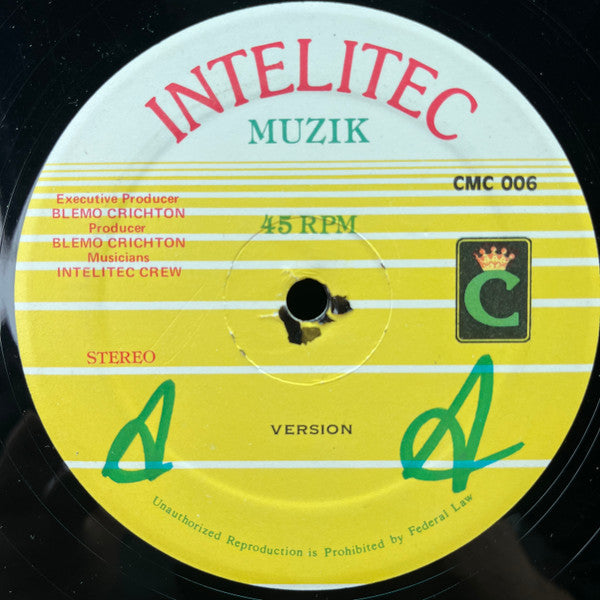 INTELITEC
MUZIK
CMC 006
Executive Producer
BLEMO CRICHTON
Producer
BLEMO CRICHTON
Musicians
INTELITEC CREW
45 RPM
C
STEREO
A
A
VERSION
Unauthorized Reproduction is Prohibited by Federal Law